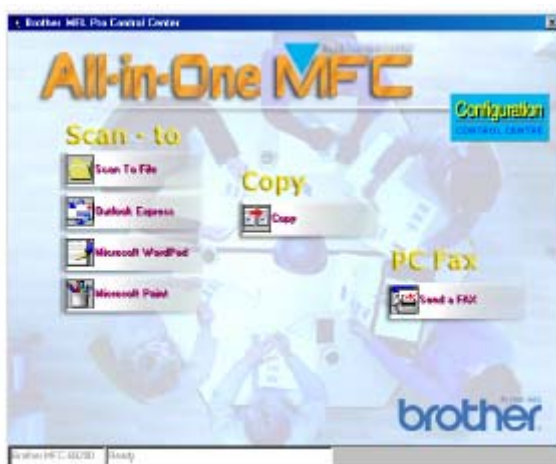 Brother MFL Pro Control Center
All-in-One MFC
Configuration
CONTROL CENTRE
Scan - to
Scan To File
Outlook Express
Microsoft WordPad
Microsoft Paint
Copy
Copy
PC Fax
Send a FAX
brother
Ready